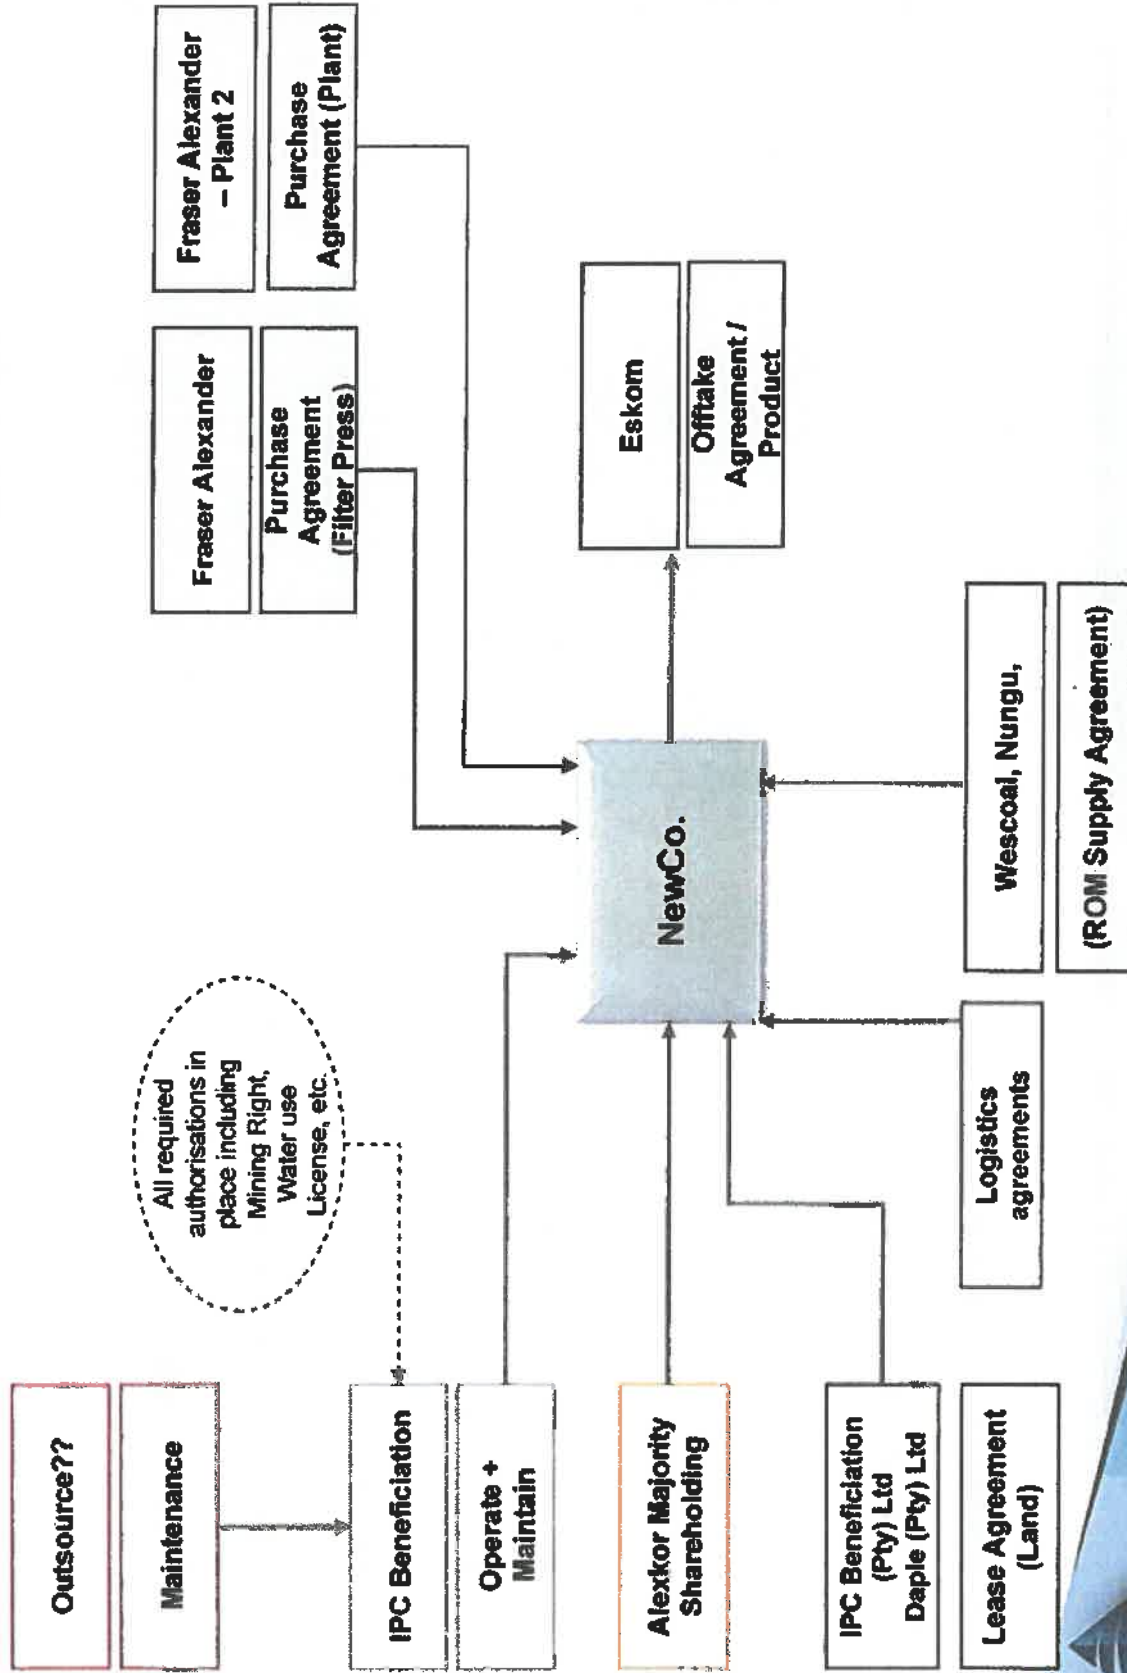 Outsource??
Maintenance
All required
authorisations in
place including
Mining Right,
Water use
License, etc.
Fraser Alexander
Purchase
Agreement
(Filter Press)
Fraser Alexander
– Plant 2
Purchase
Agreement (Plant)
IPC Beneficiation
Operate +
Maintain
Alexkor Majority
Shareholding
NewCo.
Eskom
Offtake
Agreement /
Product
IPC Beneficiation
(Pty) Ltd
Daple (Pty) Ltd
Lease Agreement
(Land)
Logistics
agreements
Wescoal, Nungu,
(ROM Supply Agreement)